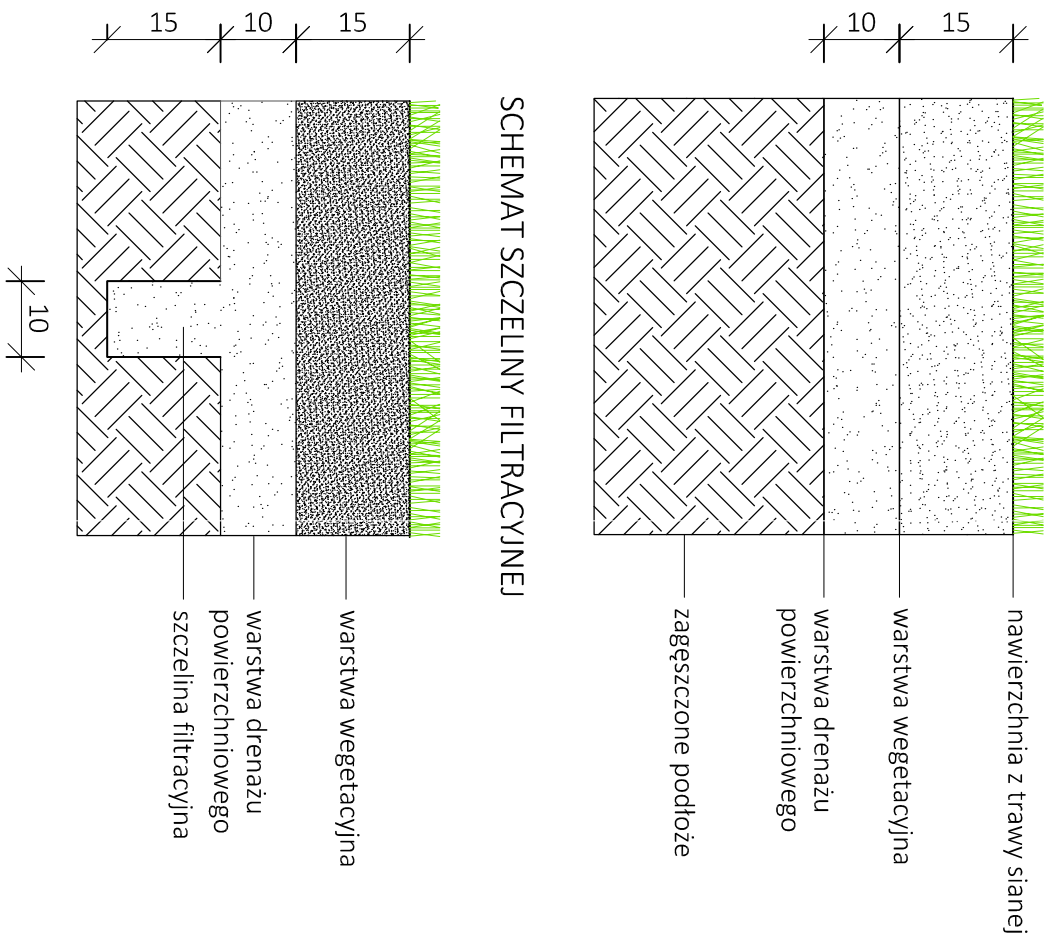 15
10
nawierzchnia z trawy sianej
warstwa wegetacyjna
warstwa drenażu
powierzchniowego
zagęszczone podłoże
SCHEMAT SZCZELINY FILTRACYJNEJ
15
10
15
warstwa wegetacyjna
warstwa drenażu
powierzchniowego
szczelina filtracyjna
10